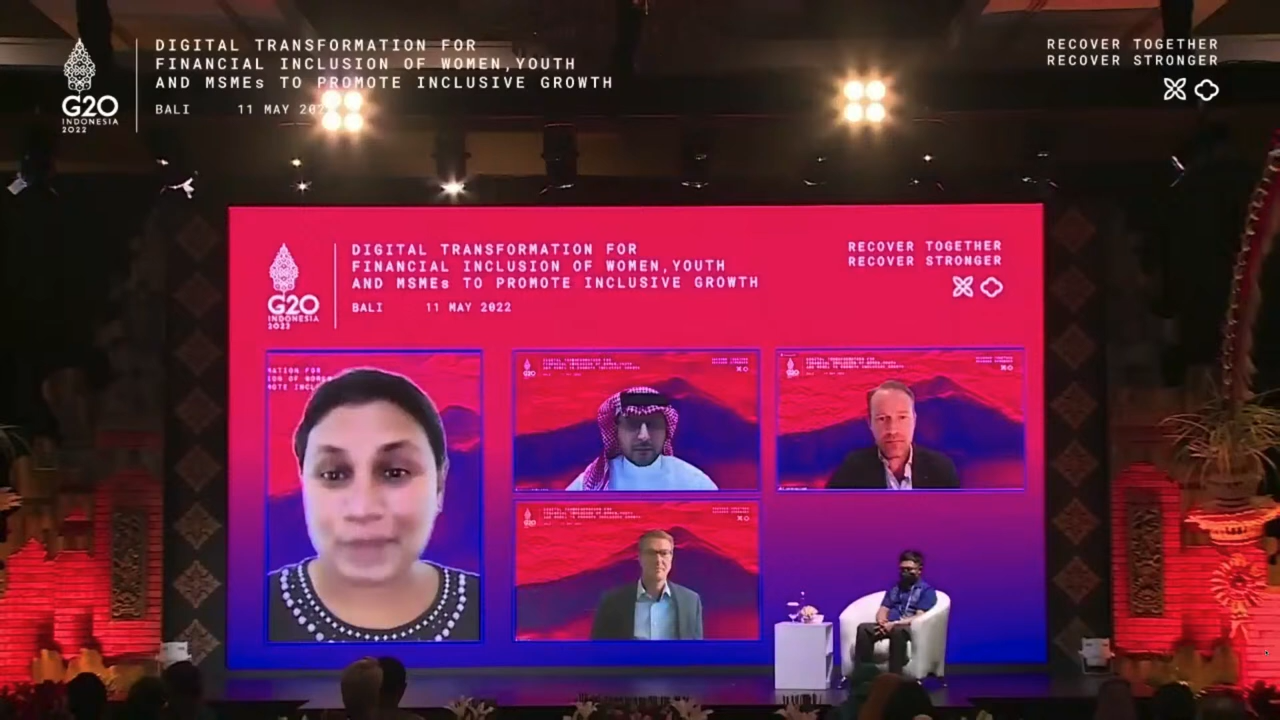 G20
INDONESIA
2022
DIGITAL TRANSFORMATION FOR
FINANCIAL INCLUSION OF WOMEN,YOUTH
AND MSMEs TO PROMOTE INCLUSIVE GROWTH
BALI 11 MAY
RECOVER TOGETHER
RECOVER STRONGER
G20
INDONESIA
2022
DIGITAL TRANSFORMATION FOR
FINANCIAL INCLUSION OF WOMEN,YOUTH
AND MSMEs TO PROMOTE INCLUSIVE GROWTH
BALI 11 MAY 2022
RECOVER TOGETHER
RECOVER STRONGER